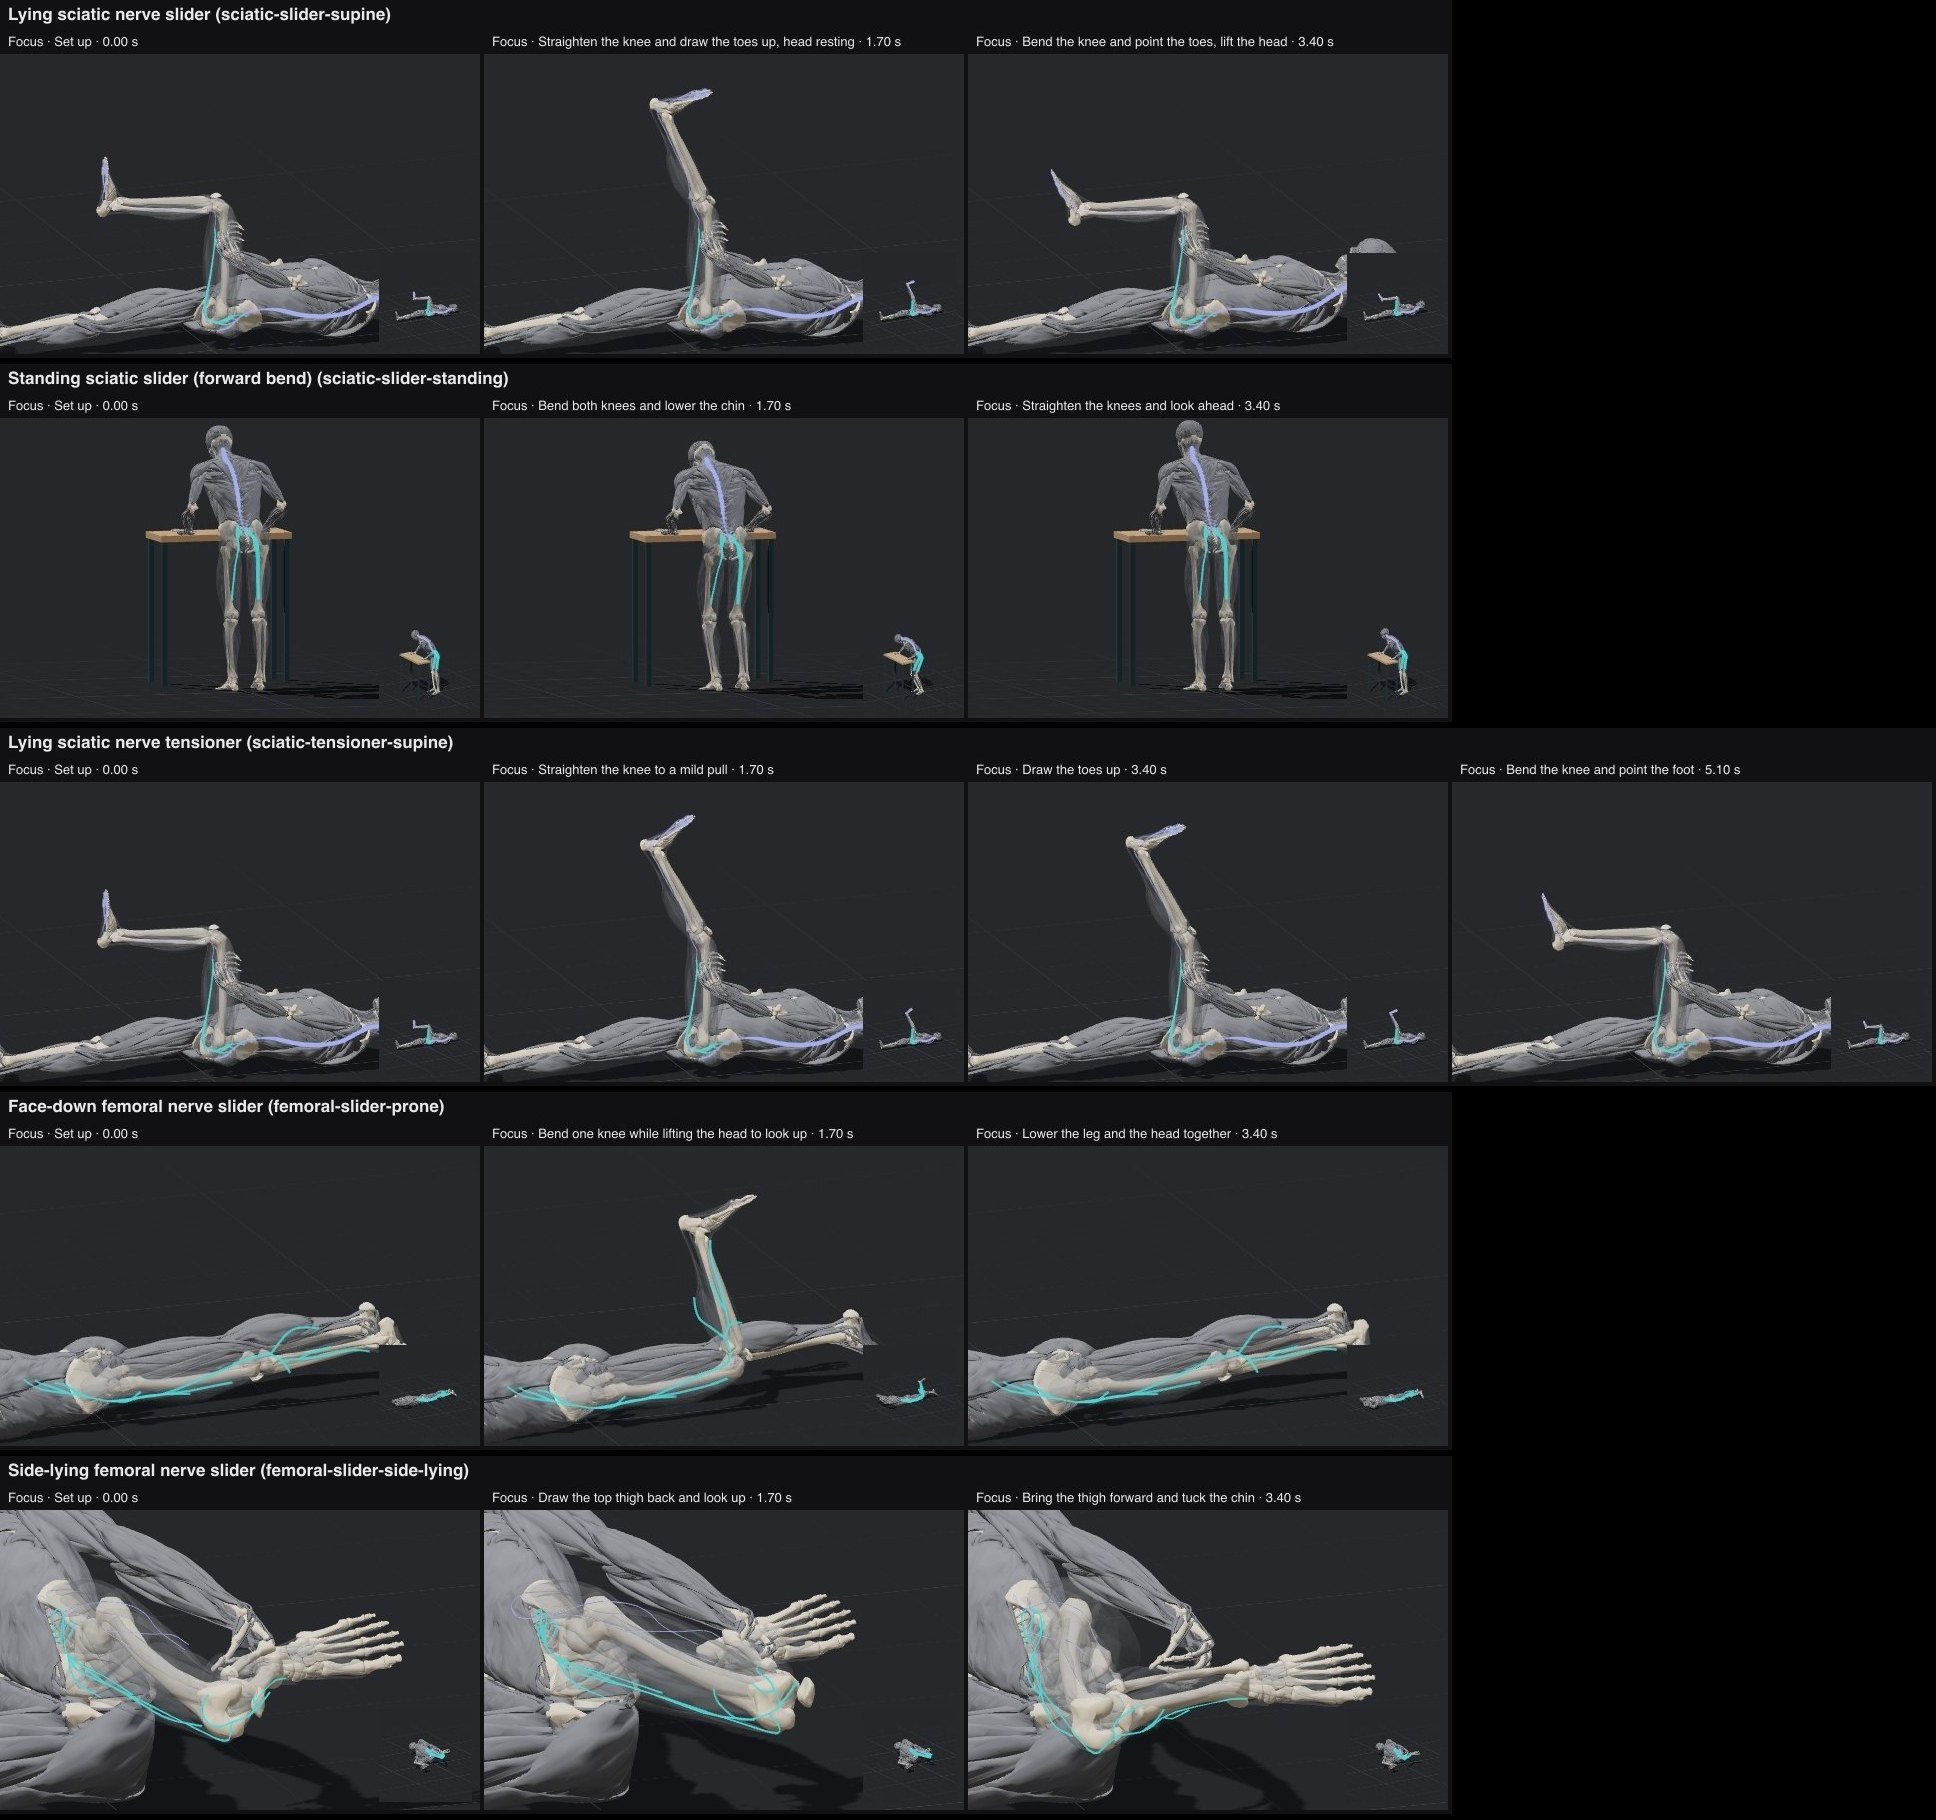 Lying sciatic nerve slider (sciatic-slider-supine)
Focus · Set up · 0.00 s
Focus · Straighten the knee and draw the toes up, head resting · 1.70 s
Focus · Bend the knee and point the toes, lift the head · 3.40 s
Standing sciatic slider (forward bend) (sciatic-slider-standing)
Focus · Set up · 0.00 s
Focus · Bend both knees and lower the chin · 1.70 s
Focus · Straighten the knees and look ahead · 3.40 s
Lying sciatic nerve tensioner (sciatic-tensioner-supine)
Focus · Set up · 0.00 s
Focus · Straighten the knee to a mild pull · 1.70 s
Focus · Draw the toes up · 3.40 s
Focus · Bend the knee and point the foot · 5.10 s
Face-down femoral nerve slider (femoral-slider-prone)
Focus · Set up · 0.00 s
Focus · Bend one knee while lifting the head to look up · 1.70 s
Focus · Lower the leg and the head together · 3.40 s
Side-lying femoral nerve slider (femoral-slider-side-lying)
Focus · Set up · 0.00 s
Focus · Draw the top thigh back and look up · 1.70 s
Focus · Bring the thigh forward and tuck the chin · 3.40 s